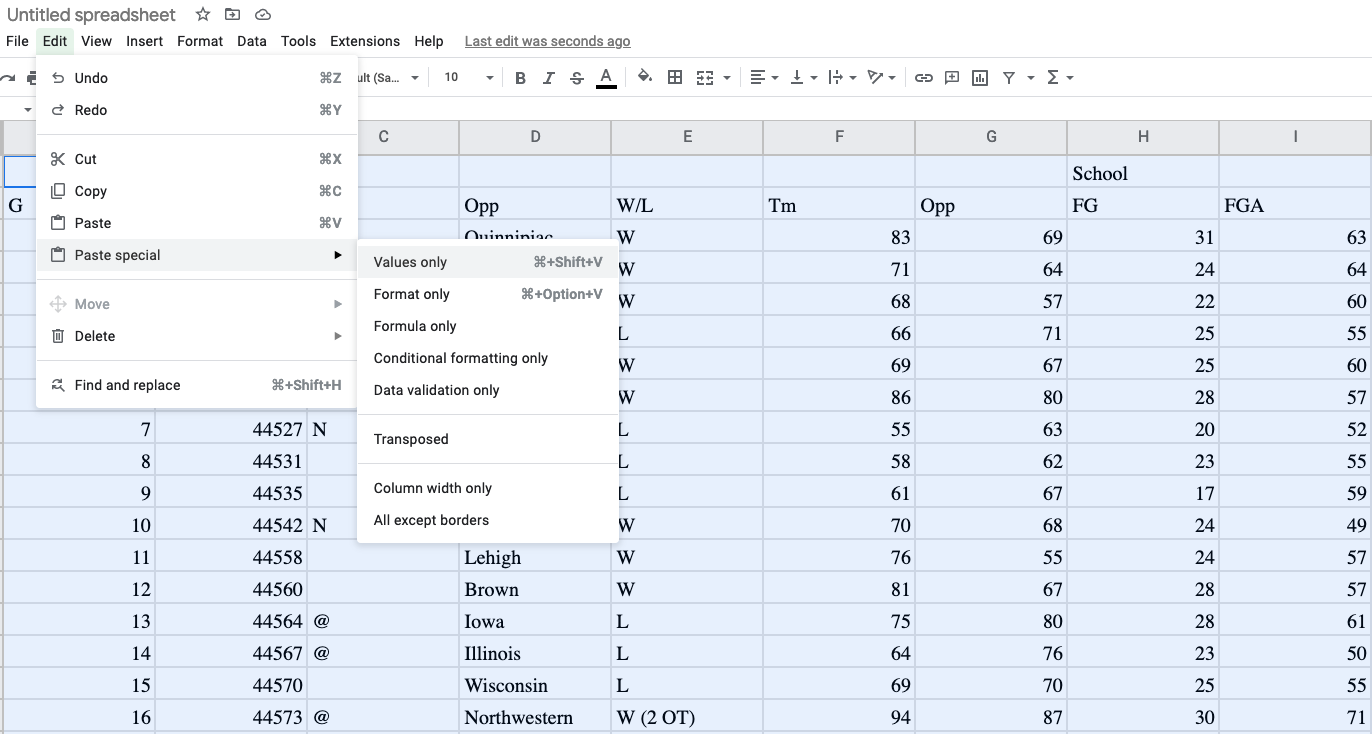 Untitled spreadsheet
File Edit View Insert Format Data Tools Extensions Help Last edit was seconds ago
Undo ⌘Z ult (Sa... 10 B I S A Σ
Redo ⌘Y
C D E F G H I
Cut ⌘X School
Copy ⌘C
G Opp W/L Tm Opp FG FGA
Paste ⌘V
Quinnipiac W 83 69 31 63
Paste special Values only ⌘+Shift+V W 71 64 24 64
Format only ⌘+Option+V W 68 57 22 60
Move Formula only L 66 71 25 55
Delete Conditional formatting only W 69 67 25 60
Find and replace ⌘+Shift+H Data validation only W 86 80 28 57
7 44527 N Transposed L 55 63 20 52
8 44531 L 58 62 23 55
9 44535 Column width only L 61 67 17 59
10 44542 N All except borders W 70 68 24 49
11 44558 Lehigh W 76 55 24 57
12 44560 Brown W 81 67 28 57
13 44564 @ Iowa L 75 80 28 61
14 44567 @ Illinois L 64 76 23 50
15 44570 Wisconsin L 69 70 25 55
16 44573 @ Northwestern W (2 OT) 94 87 30 71